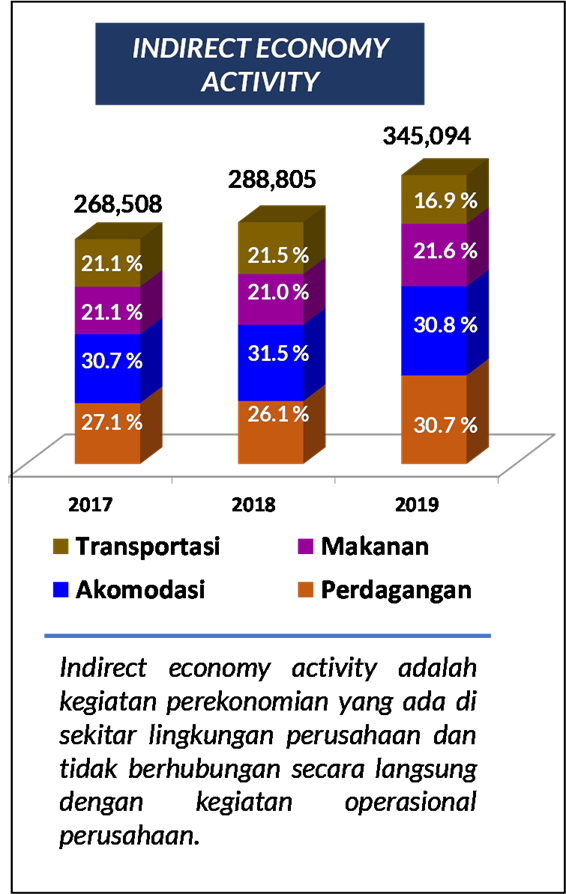 INDIRECT ECONOMY
ACTIVITY
345,094
288,805
268,508
16.9 %
21.1 %
21.5 %
21.6 %
21.1 %
21.0 %
30.8 %
30.7 %
31.5 %
30.7 %
27.1 %
26.1 %
2017
2018
2019
Transportasi
Makanan
Akomodasi
Perdagangan
Indirect economy activity adalah
kegiatan perekonomian yang ada di
sekitar lingkungan perusahaan dan
tidak berhubungan secara langsung
dengan kegiatan operasional
perusahaan.